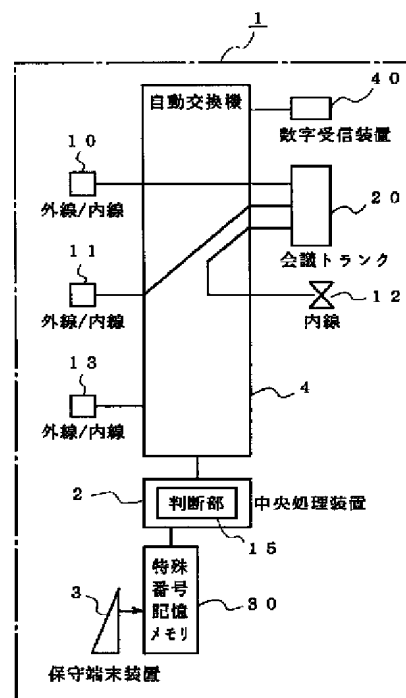 1
自動交換機
40
数字受信装置
10
外線/内線
20
会議トランク
11
外線/内線
12
内線
13
外線/内線
4
2
判断部
中央処理装置
15
特殊
番号
記憶
メモリ
3
30
保守端末装置